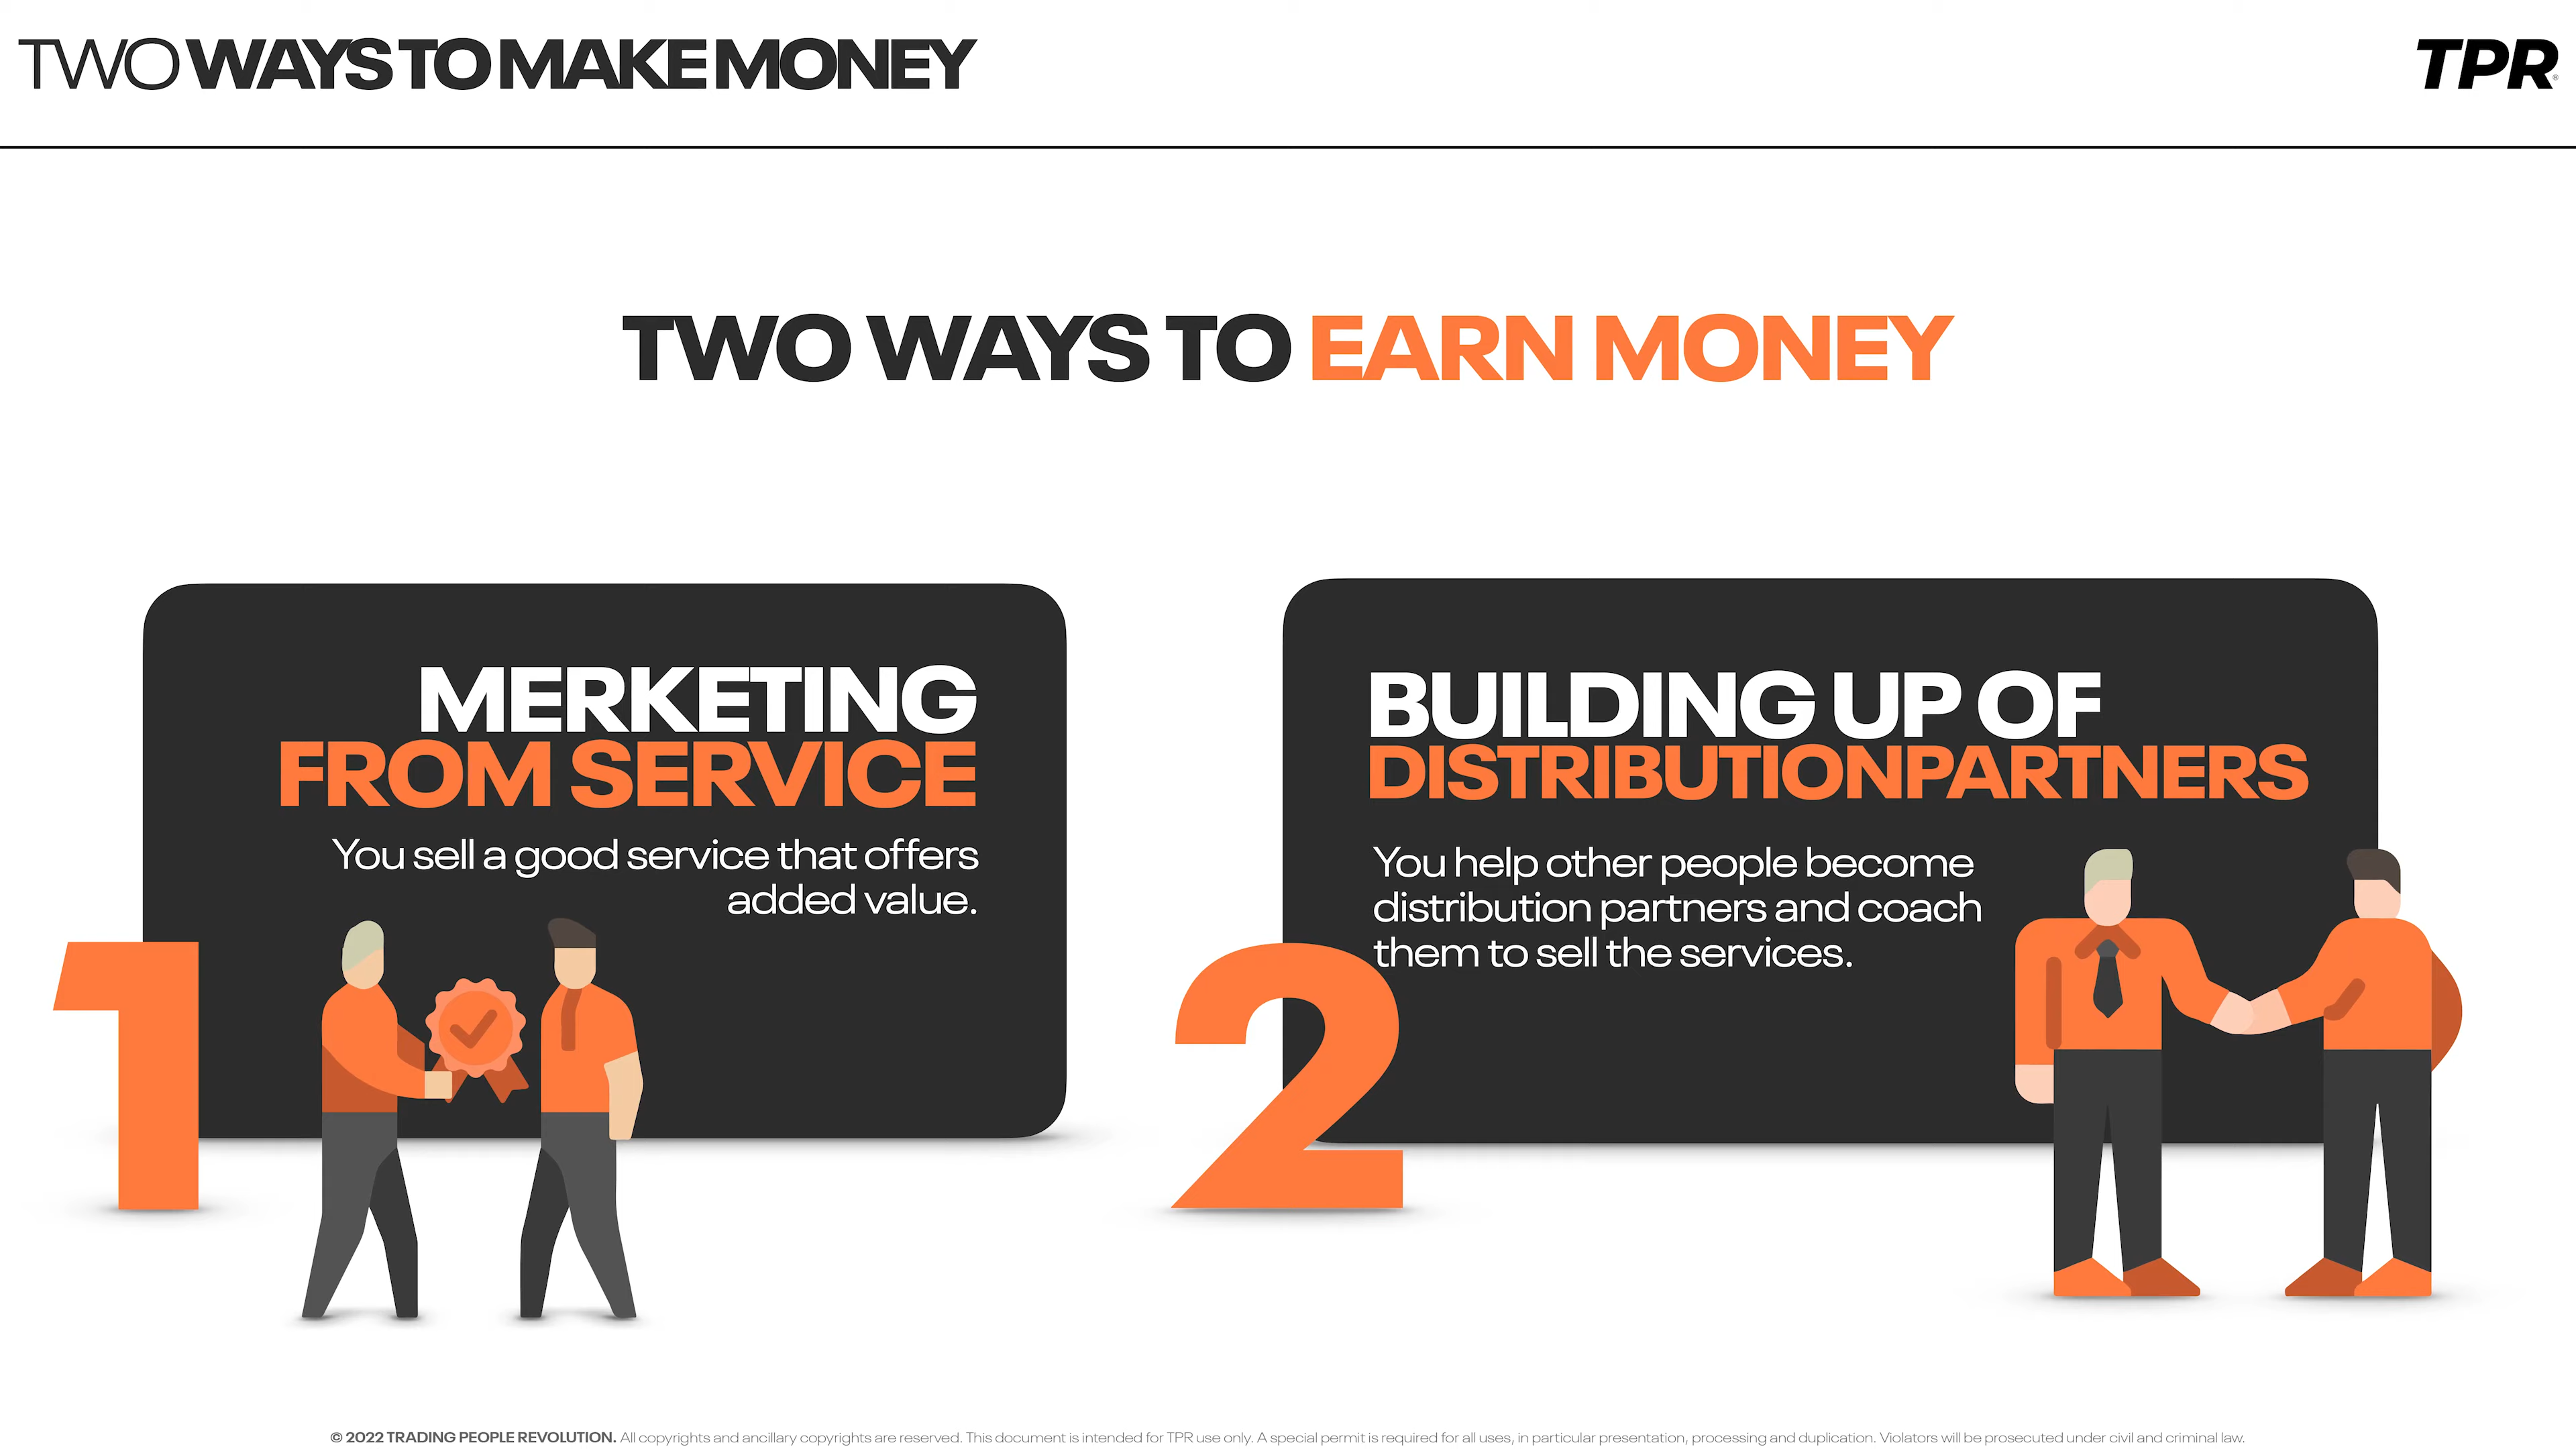 TWO WAYS TO MAKE MONEY
TPR®
TWO WAYS TO EARN MONEY
MERKETING
FROM SERVICE
You sell a good service that offers
added value.
1
BUILDING UP OF
DISTRIBUTIONPARTNERS
You help other people become
distribution partners and coach
them to sell the services.
2
© 2022 TRADING PEOPLE REVOLUTION. All copyrights and ancillary copyrights are reserved. This document is intended for TPR use only. A special permit is required for all uses, in particular presentation, processing and duplication. Violators will be prosecuted under civil and criminal law.